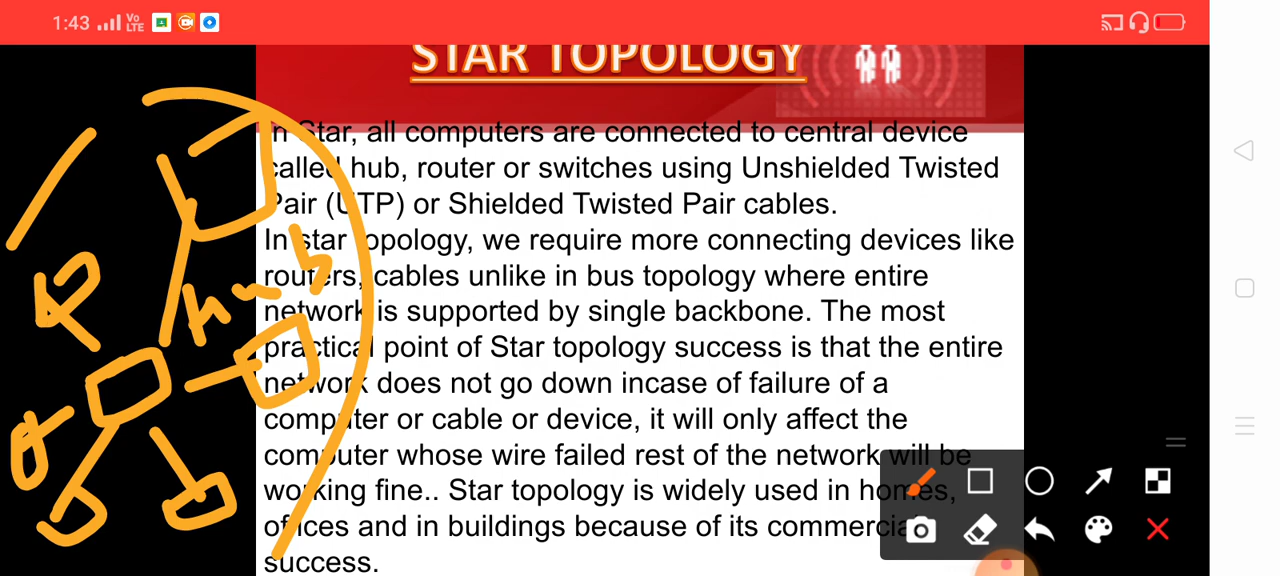 1:43 Vo LTE
STAR TOPOLOGY
In Star, all computers are connected to central device
called hub, router or switches using Unshielded Twisted
Pair (UTP) or Shielded Twisted Pair cables.
In star topology, we require more connecting devices like
routers, cables unlike in bus topology where entire
hub
network is supported by single backbone. The most
practical point of Star topology success is that the entire
network does not go down incase of failure of a
computer or cable or device, it will only affect the
computer whose wire failed rest of the network will be
working fine.. Star topology is widely used in homes,
offices and in buildings because of its commercial
success.